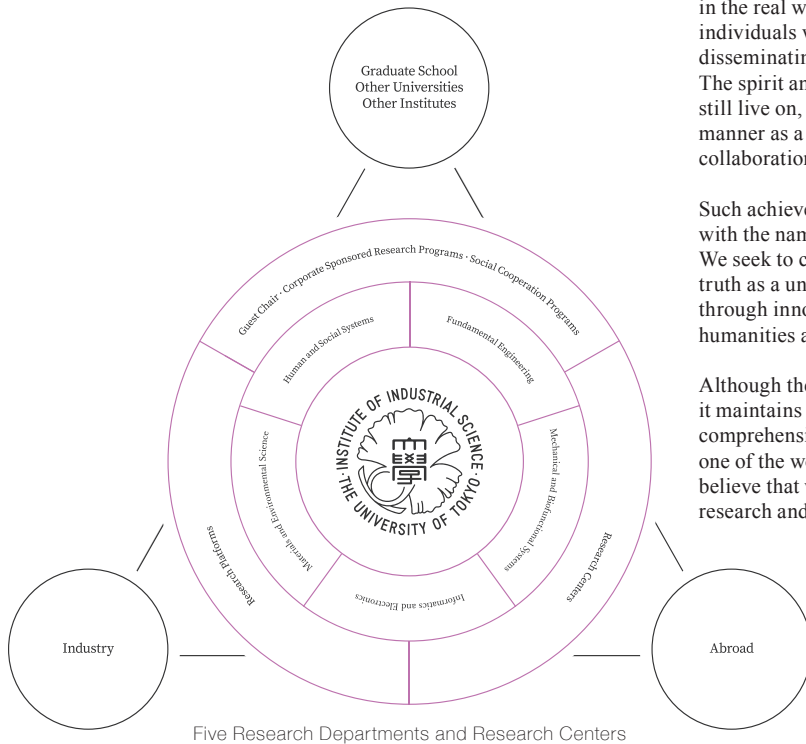 Graduate School
Other Universities
Other Institutes
Guest Chair · Corporate Sponsored Research Programs · Social Cooperation Programs
Human and Social Systems
Fundamental Engineering
Materials and Environmental Science
Mechanical and Biofunctional Systems
Informatics and Electronics
INSTITUTE OF INDUSTRIAL SCIENCE
THE UNIVERSITY OF TOKYO
大學
Research Platforms
Research Centers
Industry
Abroad
Five Research Departments and Research Centers
in the real w
individuals w
disseminatin
The spirit an
still live on,
manner as a
collaboration
Such achieve
with the nam
We seek to c
truth as a un
through inno
humanities a
Although tho
it maintains
comprehensi
one of the wo
believe that w
research and